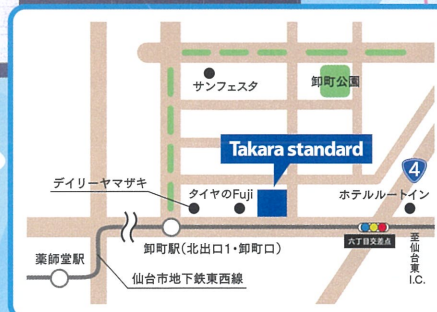 サンフェスタ
卸町公園
Takara standard
4
デイリーヤマザキ
タイヤのFuji
ホテルルートイン
卸町駅(北出口1・卸町口)
六丁目交差点
至仙台東I.C.
薬師堂駅
仙台市地下鉄東西線